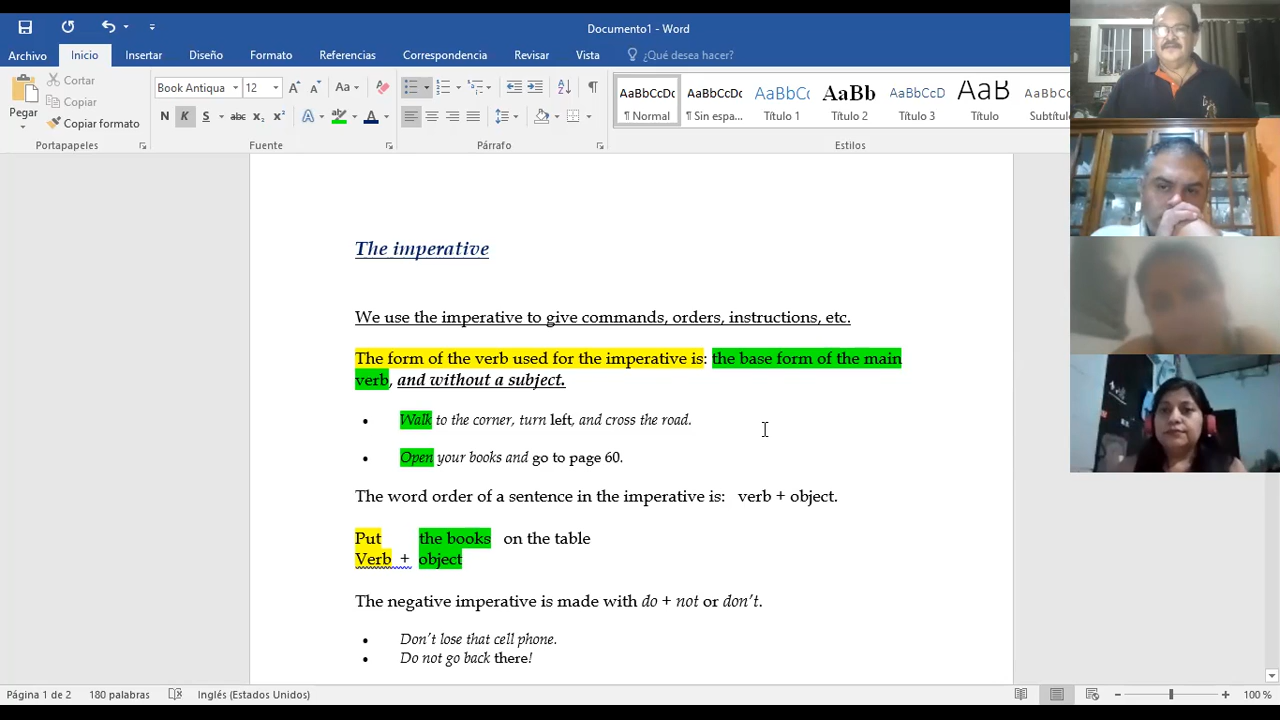 Documento1 - Word
Archivo Inicio Insertar Diseño Formato Referencias Correspondencia Revisar Vista ¿Qué desea hacer?
Pegar
Cortar
Copiar
Copiar formato
Book Antiqua 12
Aa
N K S abc x₂ x² A A
AaBbCcDc AaBbCcDc AaBbCc AaBb AaBbCcD AaB AaBbCcD
¶ Normal ¶ Sin espa... Título 1 Título 2 Título 3 Título Subtítul
Portapapeles Fuente Párrafo Estilos
The imperative
We use the imperative to give commands, orders, instructions, etc.
The form of the verb used for the imperative is: the base form of the main
verb, and without a subject.
• Walk to the corner, turn left, and cross the road.
• Open your books and go to page 60.
The word order of a sentence in the imperative is: verb + object.
Put the books on the table
Verb + object
The negative imperative is made with do + not or don't.
• Don't lose that cell phone.
• Do not go back there!
Página 1 de 2 180 palabras Inglés (Estados Unidos) 100 %